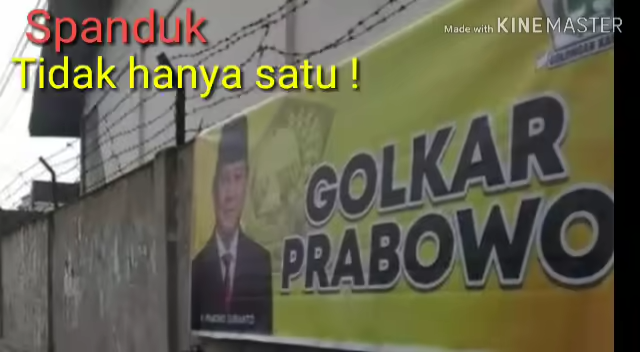 Spanduk
Made with KINEMASTER
Tidak hanya satu !
GOLKAR
PRABOWO